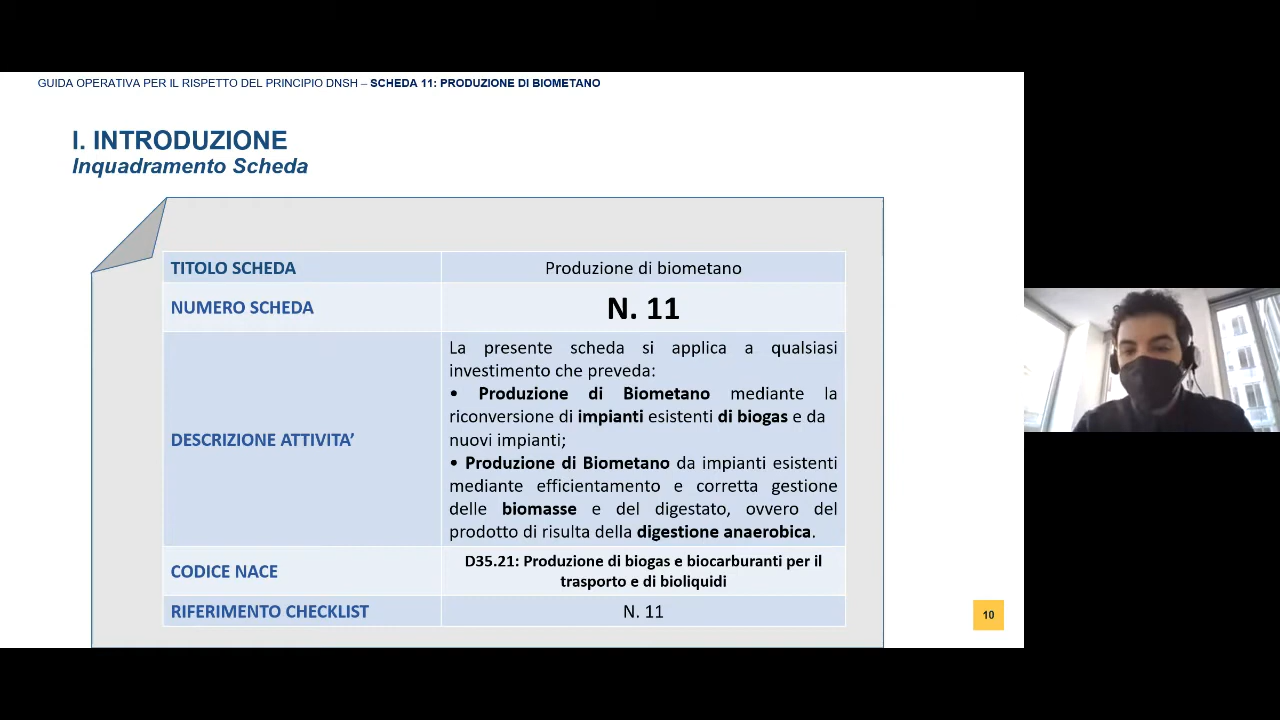 GUIDA OPERATIVA PER IL RISPETTO DEL PRINCIPIO DNSH – SCHEDA 11: PRODUZIONE DI BIOMETANO
I. INTRODUZIONE
Inquadramento Scheda
TITOLO SCHEDA
Produzione di biometano
NUMERO SCHEDA
N. 11
DESCRIZIONE ATTIVITA’
La presente scheda si applica a qualsiasi
investimento che preveda:
• Produzione di Biometano mediante la
riconversione di impianti esistenti di biogas e da
nuovi impianti;
• Produzione di Biometano da impianti esistenti
mediante efficientamento e corretta gestione
delle biomasse e del digestato, ovvero del
prodotto di risulta della digestione anaerobica.
CODICE NACE
D35.21: Produzione di biogas e biocarburanti per il
trasporto e di bioliquidi
RIFERIMENTO CHECKLIST
N. 11
10